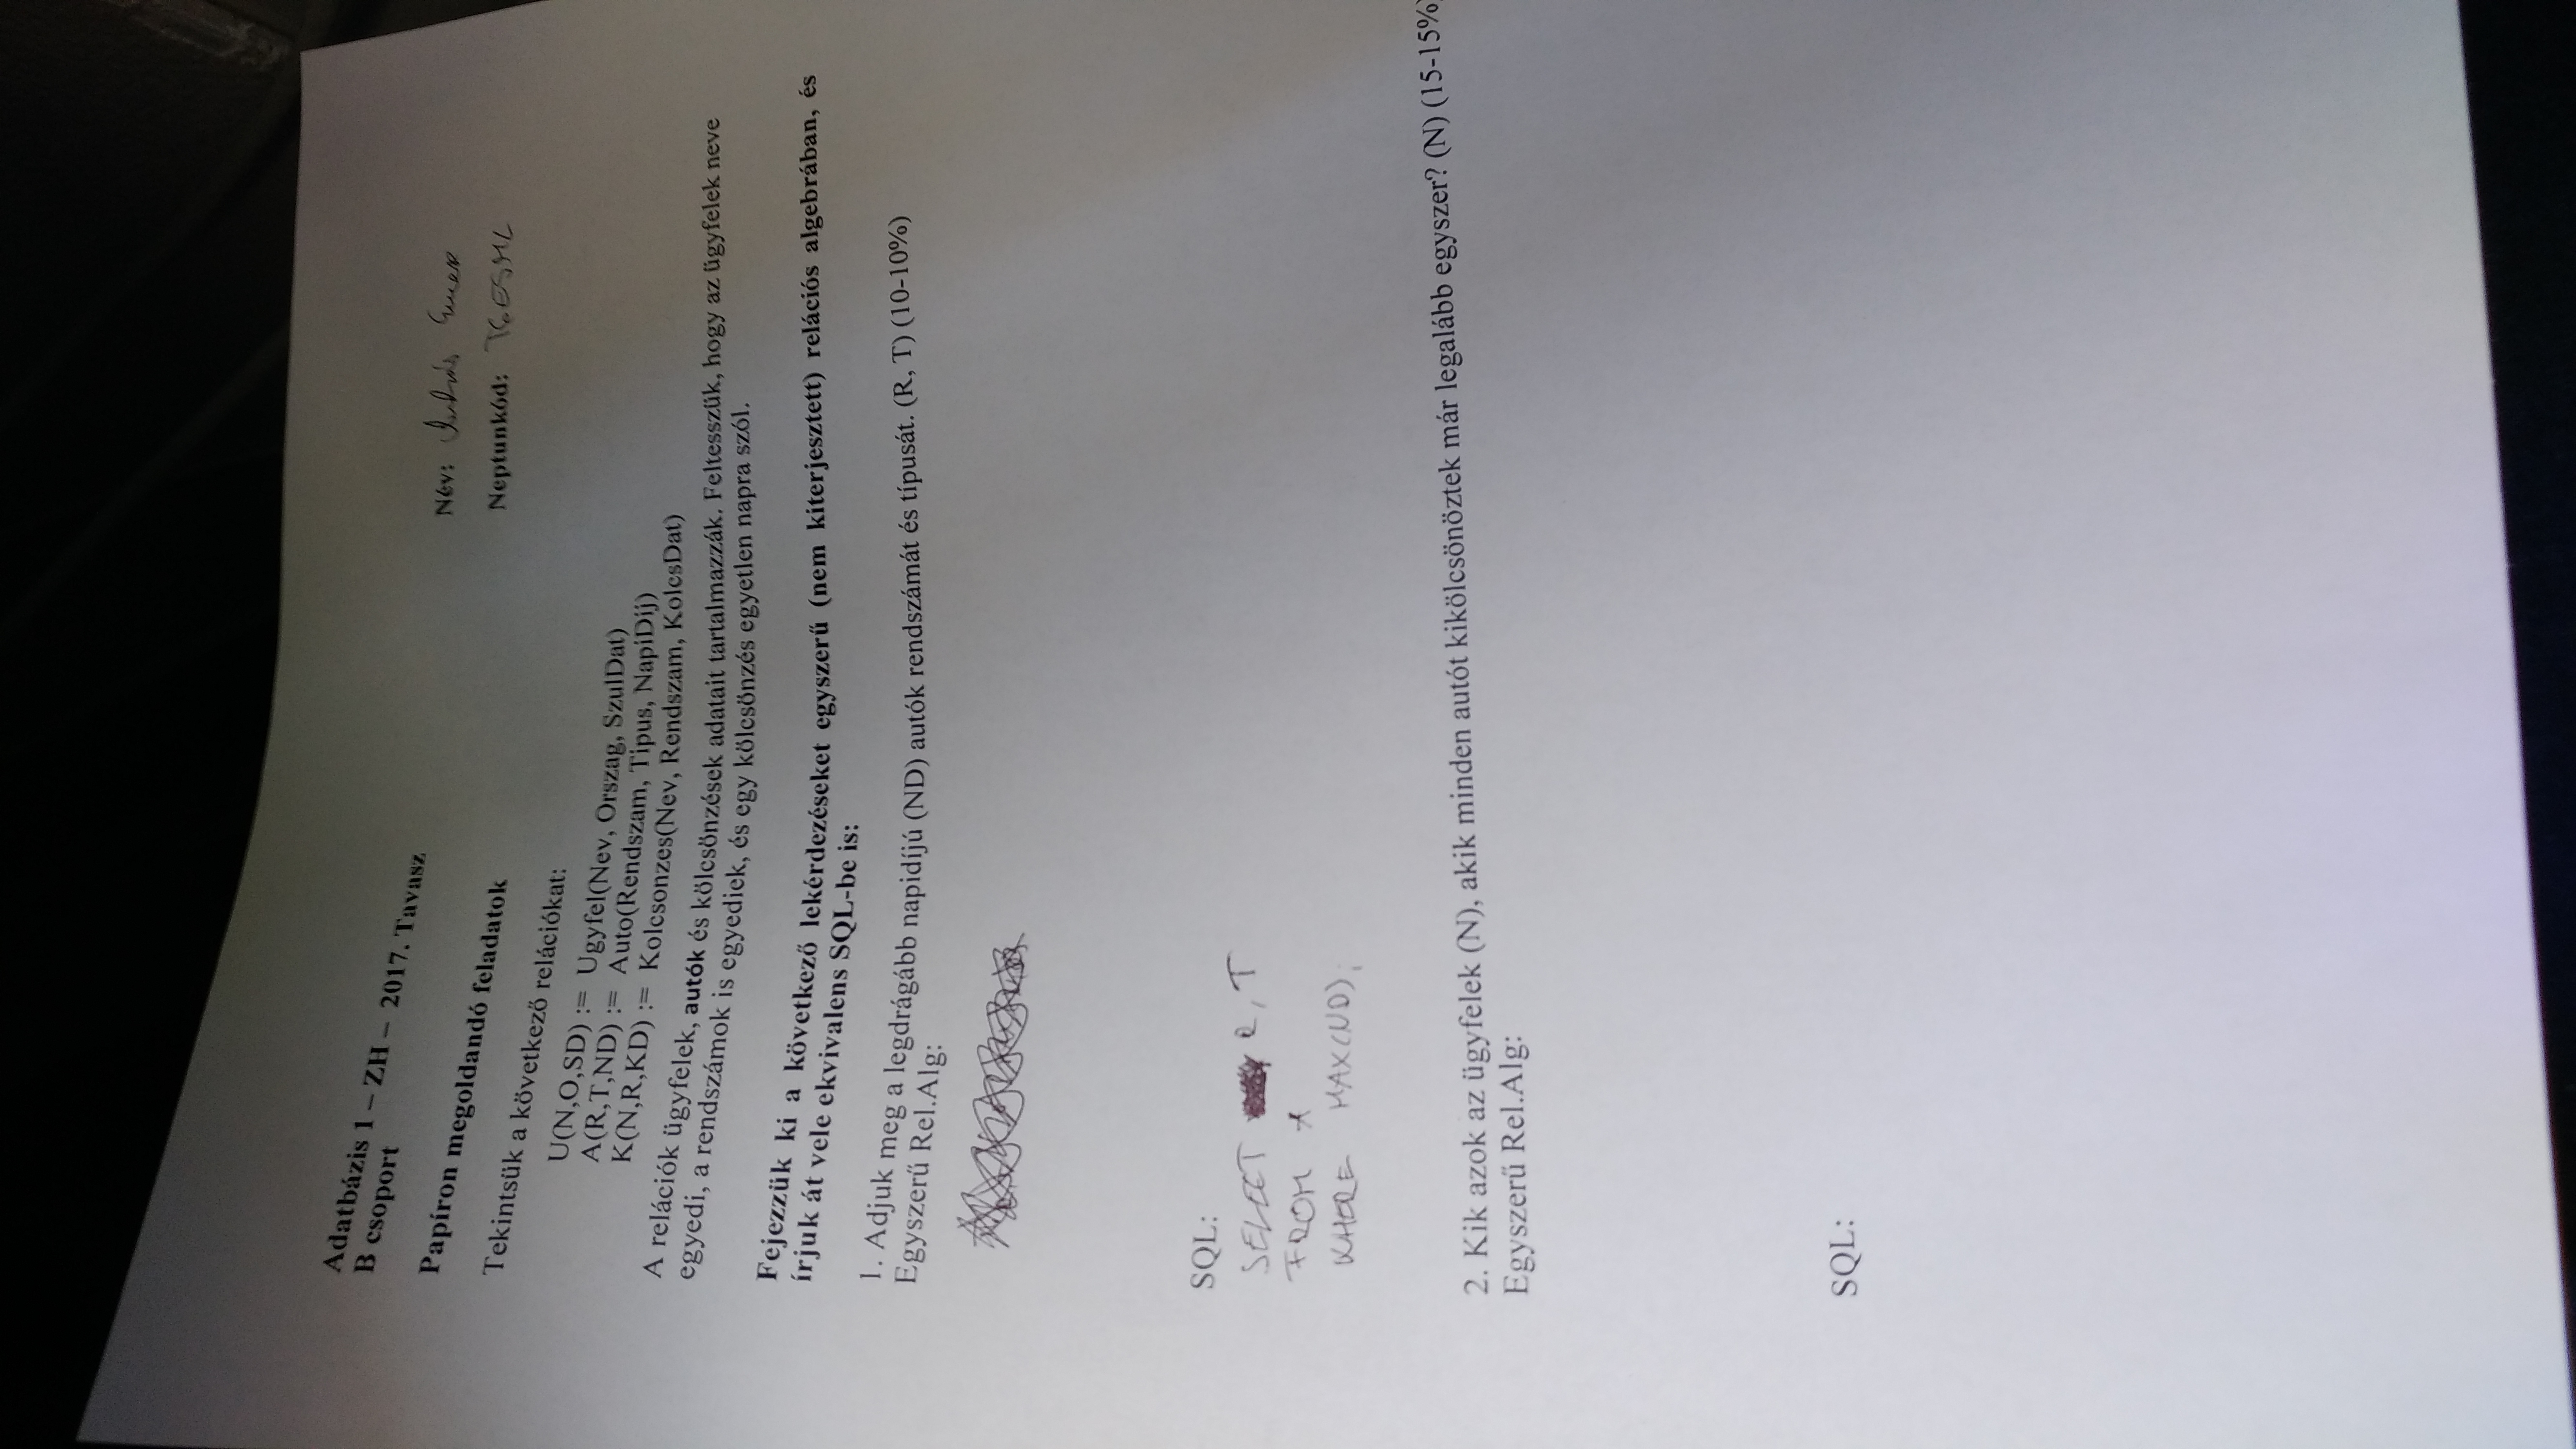 Adatbázis 1 – ZH – 2017. Tavasz
B csoport
Név:
Papíron megoldandó feladatok
Neptunkód:
Tekintsük a következő relációkat:
U(N,O,SD) := Ugyfel(Nev, Orszag, SzulDat)
A(R,T,ND) := Auto(Rendszam, Tipus, NapiDij)
K(N,R,KD) := Kolcsonzes(Nev, Rendszam, KolcsDat)
A relációk ügyfelek, autók és kölcsönzések adatait tartalmazzák. Feltesszük, hogy az ügyfelek neve
egyedi, a rendszámok is egyediek, és egy kölcsönzés egyetlen napra szól.
Fejezzük ki a következő lekérdezéseket egyszerű (nem kiterjesztett) relációs algebrában, és
írjuk át vele ekvivalens SQL-be is:
1. Adjuk meg a legdrágább napidíjú (ND) autók rendszámát és típusát. (R, T) (10-10%)
Egyszerű Rel.Alg:
SQL:
SELECT R, T
FROM A
WHERE MAX(ND);
2. Kik azok az ügyfelek (N), akik minden autót kikölcsönöztek már legalább egyszer? (N) (15-15%)
Egyszerű Rel.Alg:
SQL: